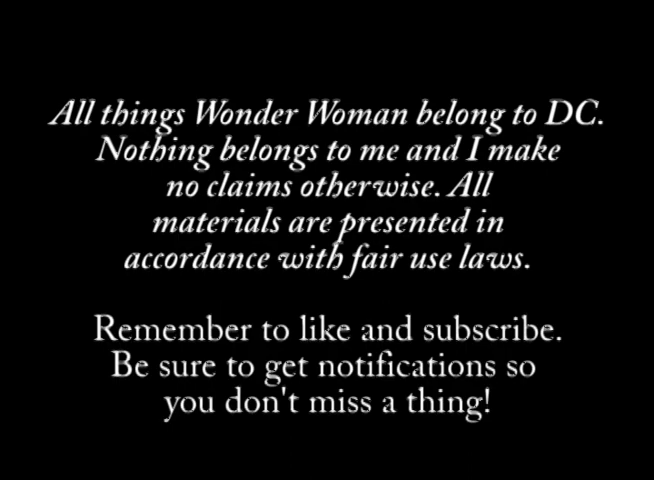 All things Wonder Woman belong to DC.
Nothing belongs to me and I make
no claims otherwise. All
materials are presented in
accordance with fair use laws.
Remember to like and subscribe.
Be sure to get notifications so
you don't miss a thing!